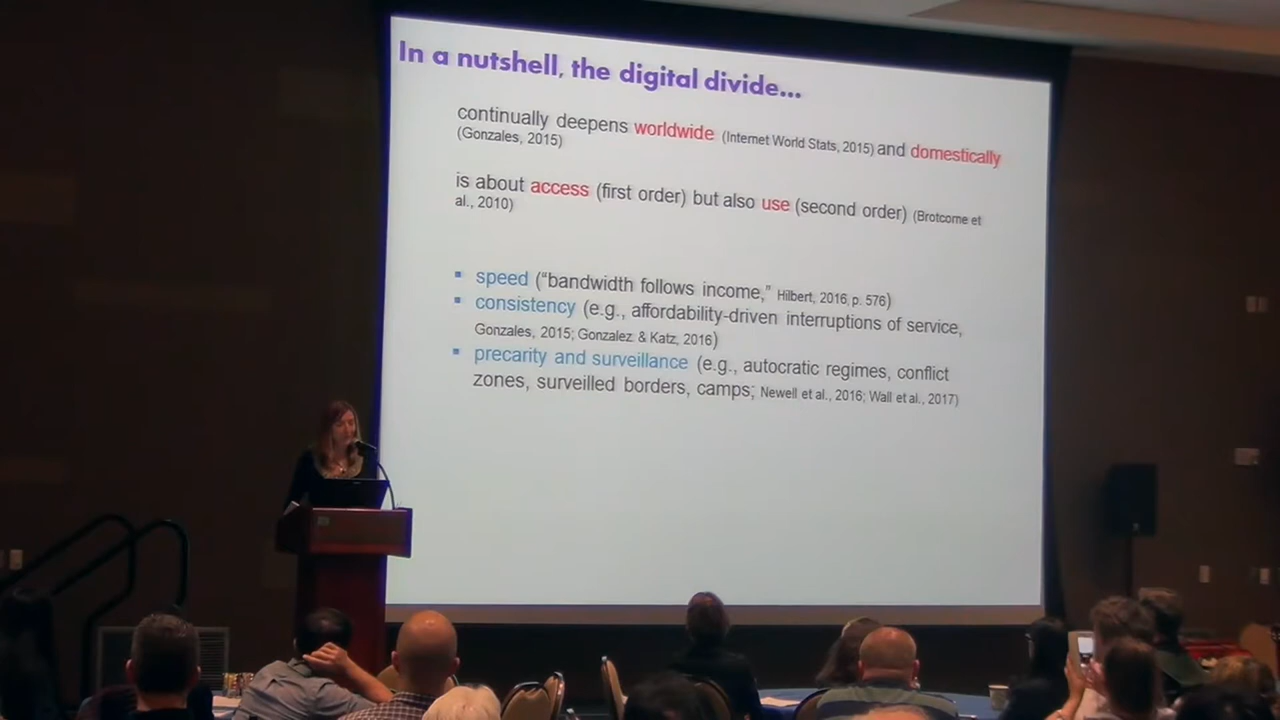 In a nutshell, the digital divide...
continually deepens worldwide (Internet World Stats, 2015) and domestically
(Gonzales, 2015)
is about access (first order) but also use (second order) (Brotcorne et
al., 2010)
▪ speed (“bandwidth follows income,” Hilbert, 2016, p. 576)
▪ consistency (e.g., affordability-driven interruptions of service,
Gonzales, 2015; Gonzalez & Katz, 2016)
▪ precarity and surveillance (e.g., autocratic regimes, conflict
zones, surveilled borders, camps; Newell et al., 2016; Wall et al., 2017)